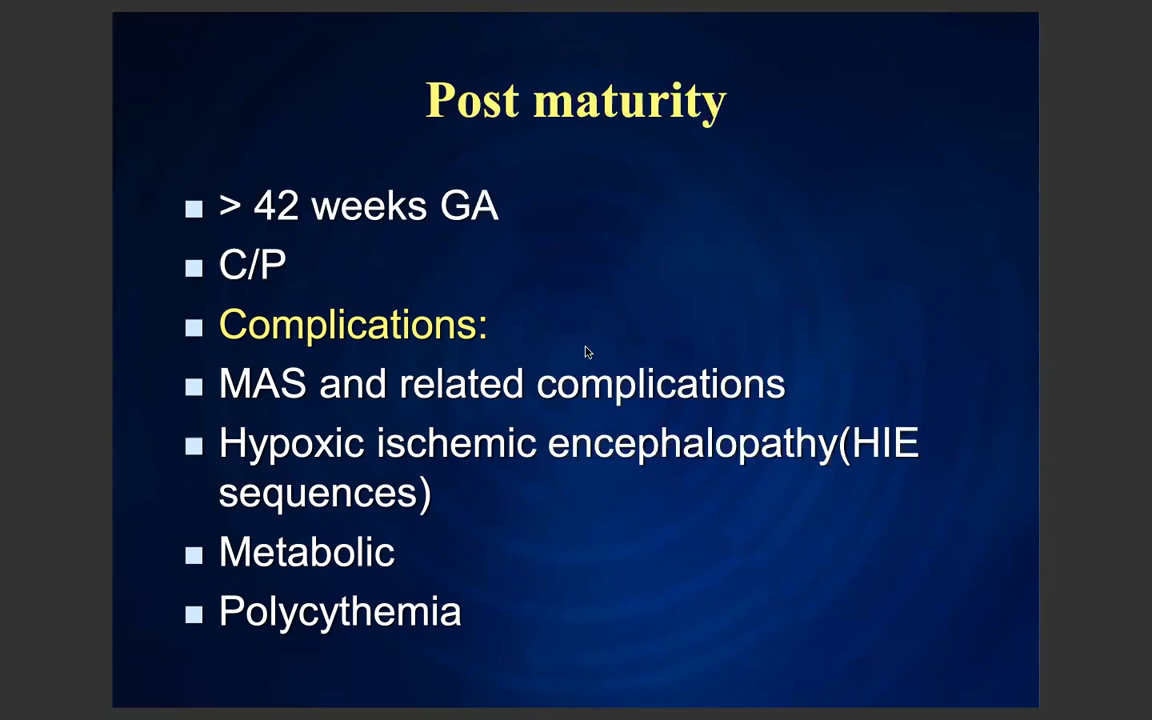 Post maturity
> 42 weeks GA
C/P
Complications:
MAS and related complications
Hypoxic ischemic encephalopathy(HIE
sequences)
Metabolic
Polycythemia